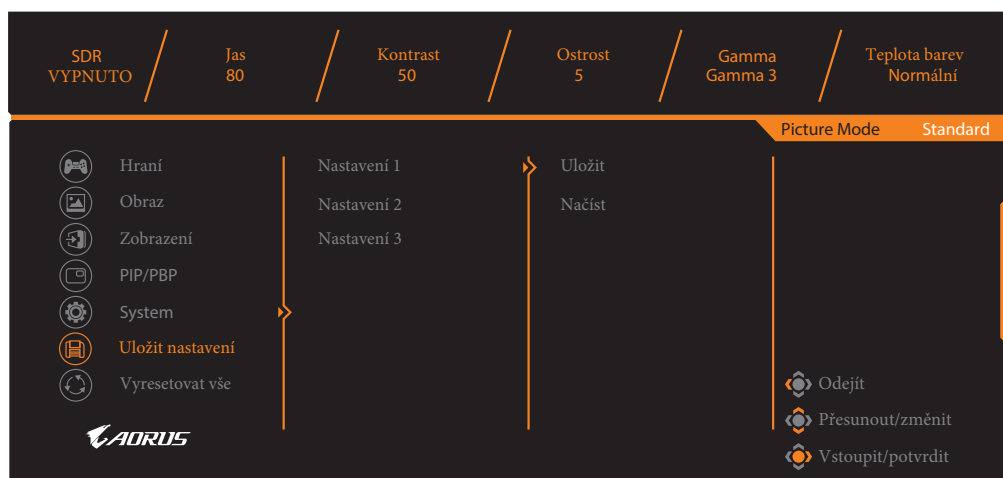 SDR
VYPNUTO
Jas
80
Kontrast
50
Ostrost
5
Gamma
Gamma 3
Teplota barev
Normální
Picture Mode Standard
Hraní
Obraz
Zobrazení
PIP/PBP
System
Uložit nastavení
Vyresetovat vše
Nastavení 1
Nastavení 2
Nastavení 3
Uložit
Načíst
Odejít
Přesunout/změnit
Vstoupit/potvrdit
AORUS